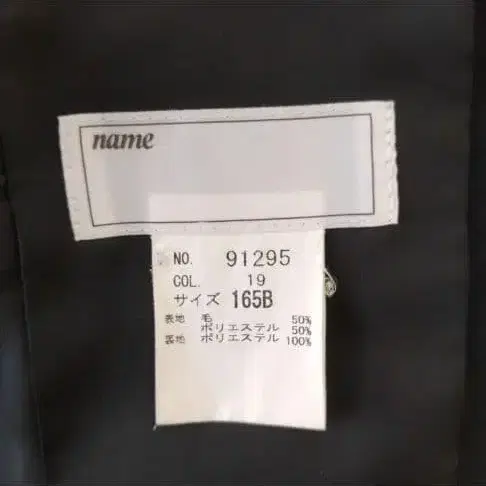 name
NO. 91295
COL. 19
サイズ 165B
表地 毛 50%
ポリエステル 50%
裏地 ポリエステル 100%